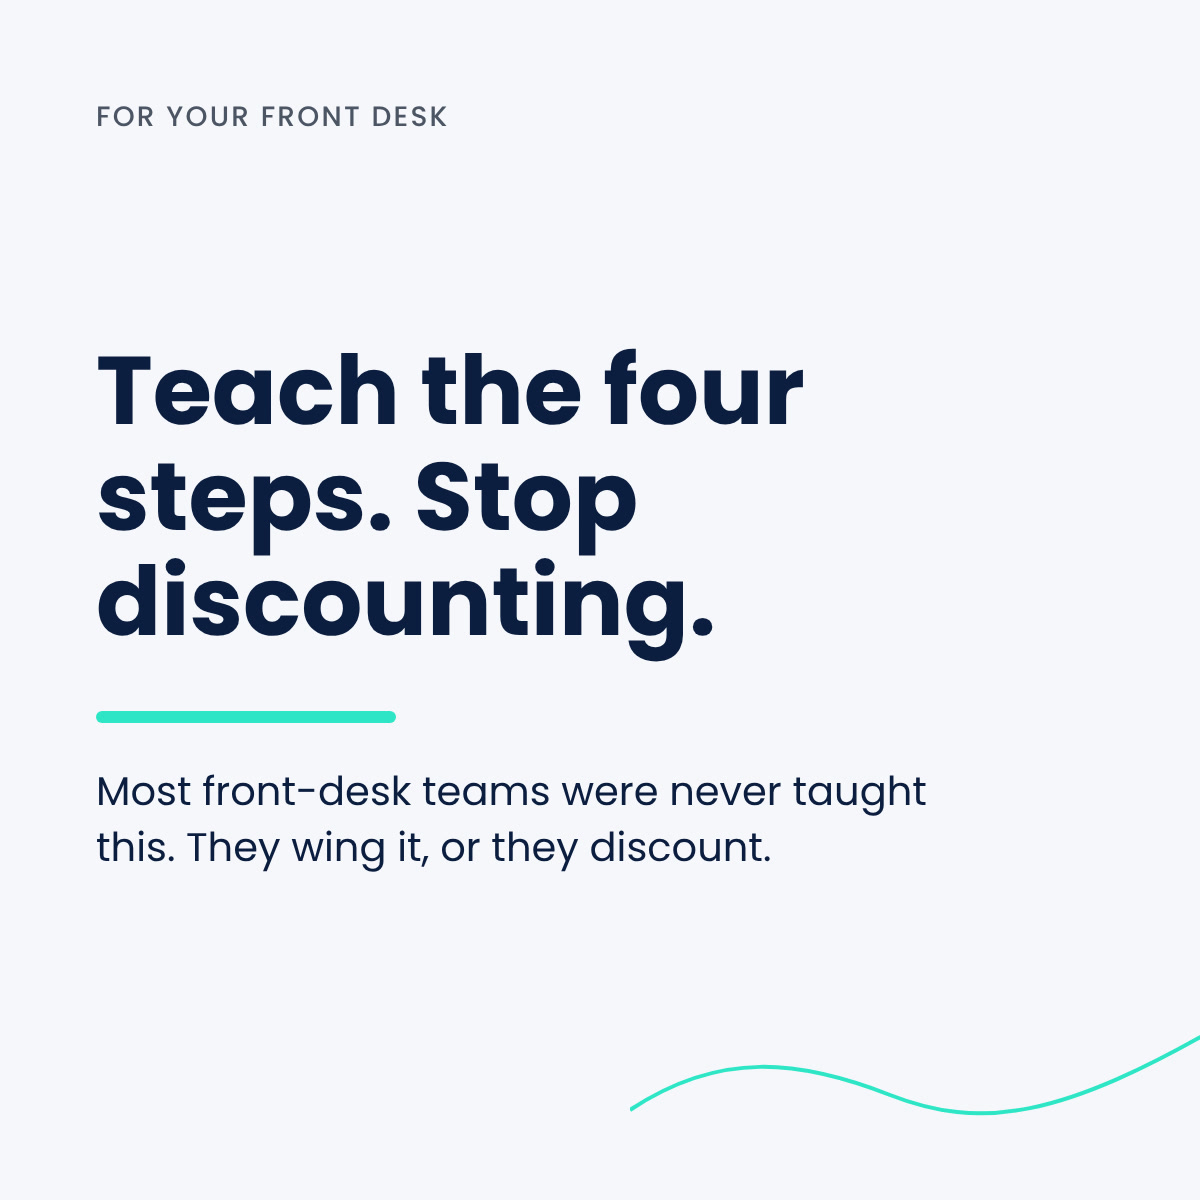 FOR YOUR FRONT DESK
Teach the four
steps. Stop
discounting.
Most front-desk teams were never taught
this. They wing it, or they discount.